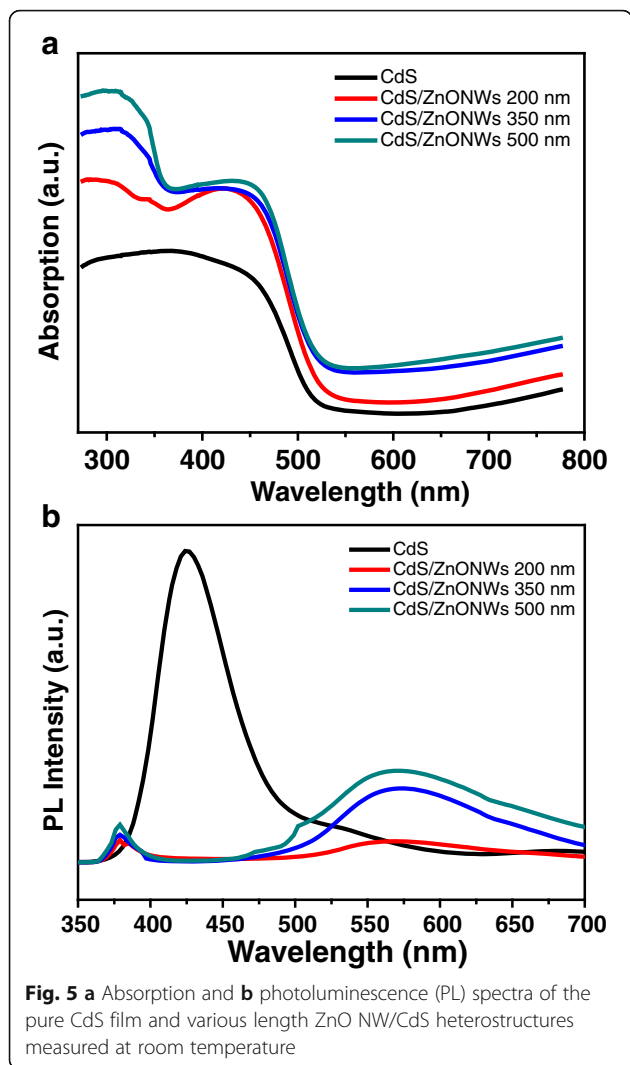 a
CdS
CdS/ZnONWs 200 nm
CdS/ZnONWs 350 nm
CdS/ZnONWs 500 nm
Absorption (a.u.)
300 400 500 600 700 800
Wavelength (nm)
b
CdS
CdS/ZnONWs 200 nm
CdS/ZnONWs 350 nm
CdS/ZnONWs 500 nm
PL Intensity (a.u.)
350 400 450 500 550 600 650 700
Wavelength (nm)
Fig. 5 a Absorption and b photoluminescence (PL) spectra of the
pure CdS film and various length ZnO NW/CdS heterostructures
measured at room temperature